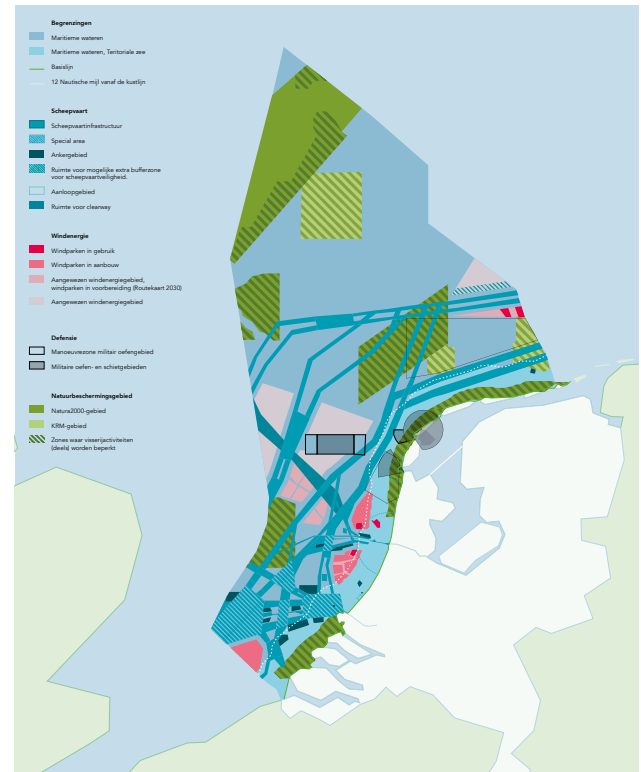 Begrenzingen
Maritieme wateren
Maritieme wateren, Teritoriale zee
Basislijn
12 Nautische mijl vanaf de kustlijn
Scheepvaart
Scheepvaartinfrastructuur
Special area
Ankergebied
Ruimte voor mogelijke extra bufferzone
voor scheepvaartveiligheid.
Aanloopgebied
Ruimte voor clearway
Windenergie
Windparken in gebruik
Windparken in aanbouw
Aangewezen windenergiegebied,
windparken in voorbereiding (Routekaart 2030)
Aangewezen windenergiegebied
Defensie
Manoeuvrezone militair oefengebied
Militaire oefen- en schietgebieden
Natuurbeschermingsgebied
Natura2000-gebied
KRM-gebied
Zones waar visserijactiviteiten
(deels) worden beperkt